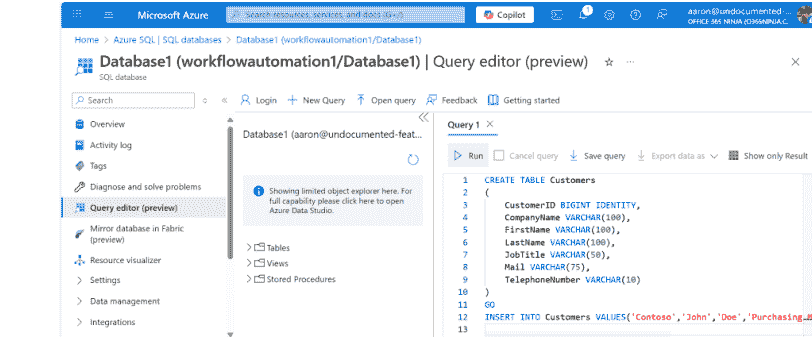 Microsoft Azure
Search resources, services, and docs (G+/)
Copilot
1
aaron@undocumented-...
OFFICE 365 NINJA (O365NINJA.C...
Home > Azure SQL | SQL databases > Database1 (workflowautomation1/Database1)
Database1 (workflowautomation1/Database1) | Query editor (preview)
SQL database
Search
Overview
Activity log
Tags
Diagnose and solve problems
Query editor (preview)
Mirror database in Fabric
(preview)
Resource visualizer
Settings
Data management
Integrations
Login
New Query
Open query
Feedback
Getting started
Database1 (aaron@undocumented-feat...
Showing limited object explorer here. For
full capability please click here to open
Azure Data Studio.
Tables
Views
Stored Procedures
Query 1
Run
Cancel query
Save query
Export data as
Show only Result
1 CREATE TABLE Customers
2 (
3 CustomerID BIGINT IDENTITY,
4 CompanyName VARCHAR(100),
5 FirstName VARCHAR(100),
6 LastName VARCHAR(100),
7 JobTitle VARCHAR(50),
8 Mail VARCHAR(75),
9 TelephoneNumber VARCHAR(10)
10 )
11 GO
12 INSERT INTO Customers VALUES('Contoso','John','Doe','Purchasing
13